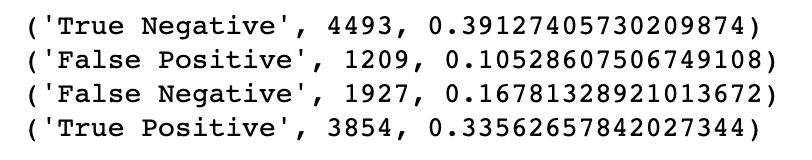 ('True Negative', 4493, 0.39127405730209874)
('False Positive', 1209, 0.10528607506749108)
('False Negative', 1927, 0.16781328921013672)
('True Positive', 3854, 0.33562657842027344)